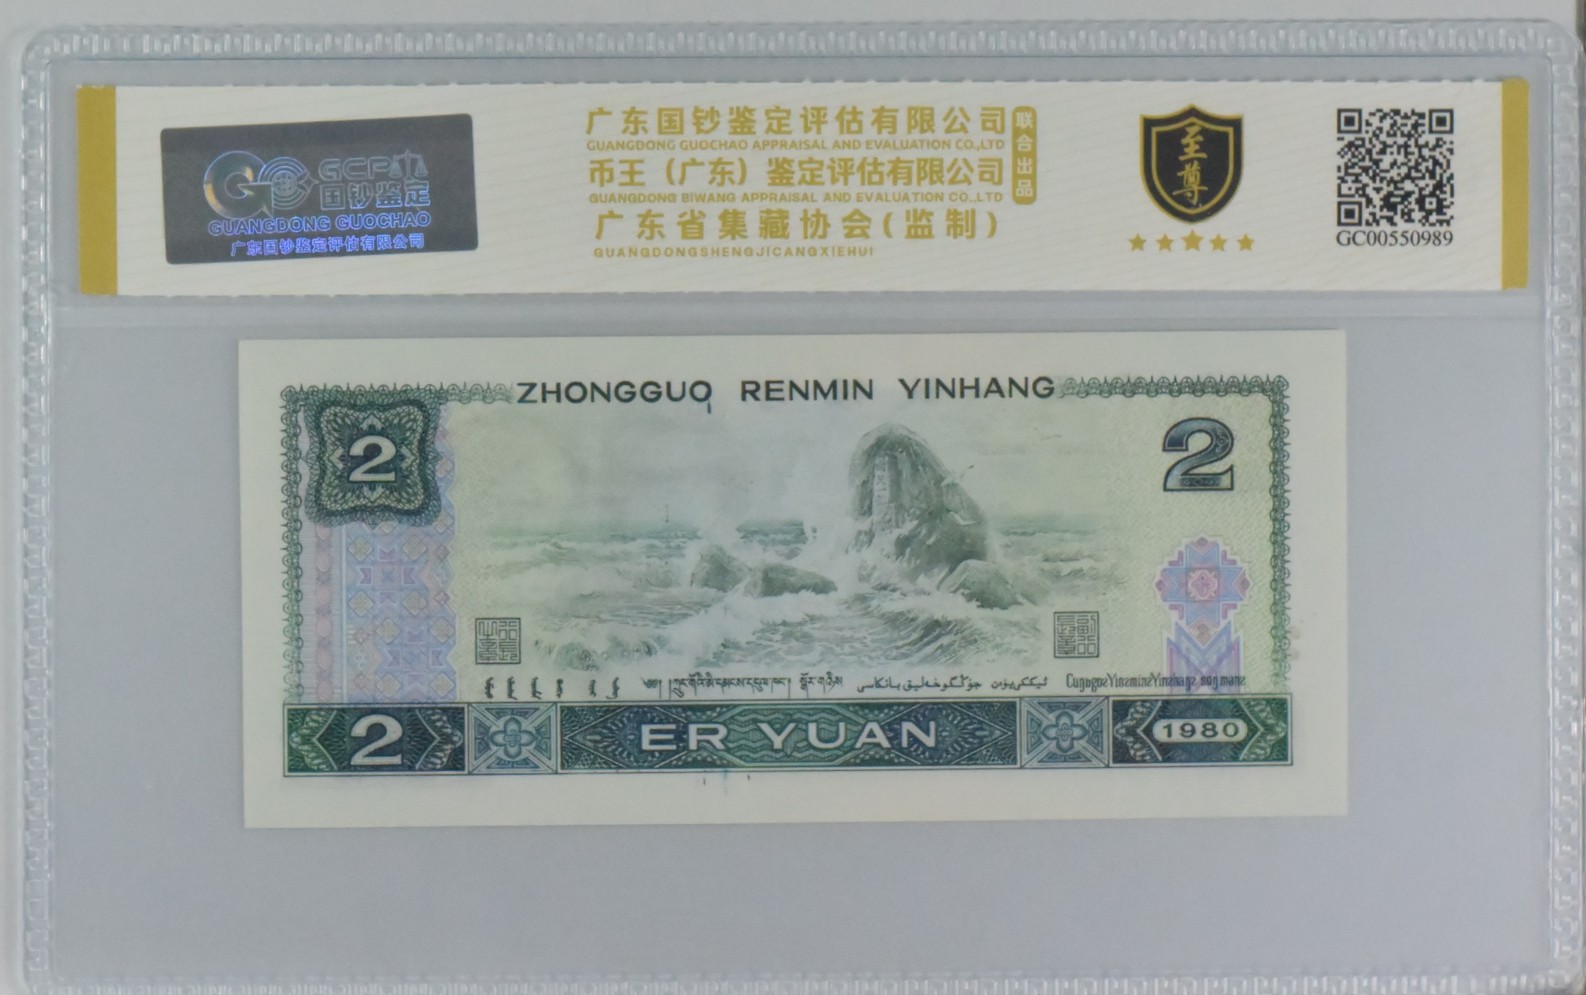 GCP
国钞鉴定
GUANGDONG GUOCHAO
广东国钞鉴定评估有限公司
广东国钞鉴定评估有限公司
GUANGDONG GUOCHAO APPRAISAL AND EVALUATION CO.,LTD
币王（广东）鉴定评估有限公司
GUANGDONG BIWANG APPRAISAL AND EVALUATION CO.,LTD
广东省集藏协会(监制)
GUANGDONGSHENGJICANGXIEHUI
联合出品
至尊
GC00550989
ZHONGGUO RENMIN YINHANG
2
2
2
ER YUAN
1980